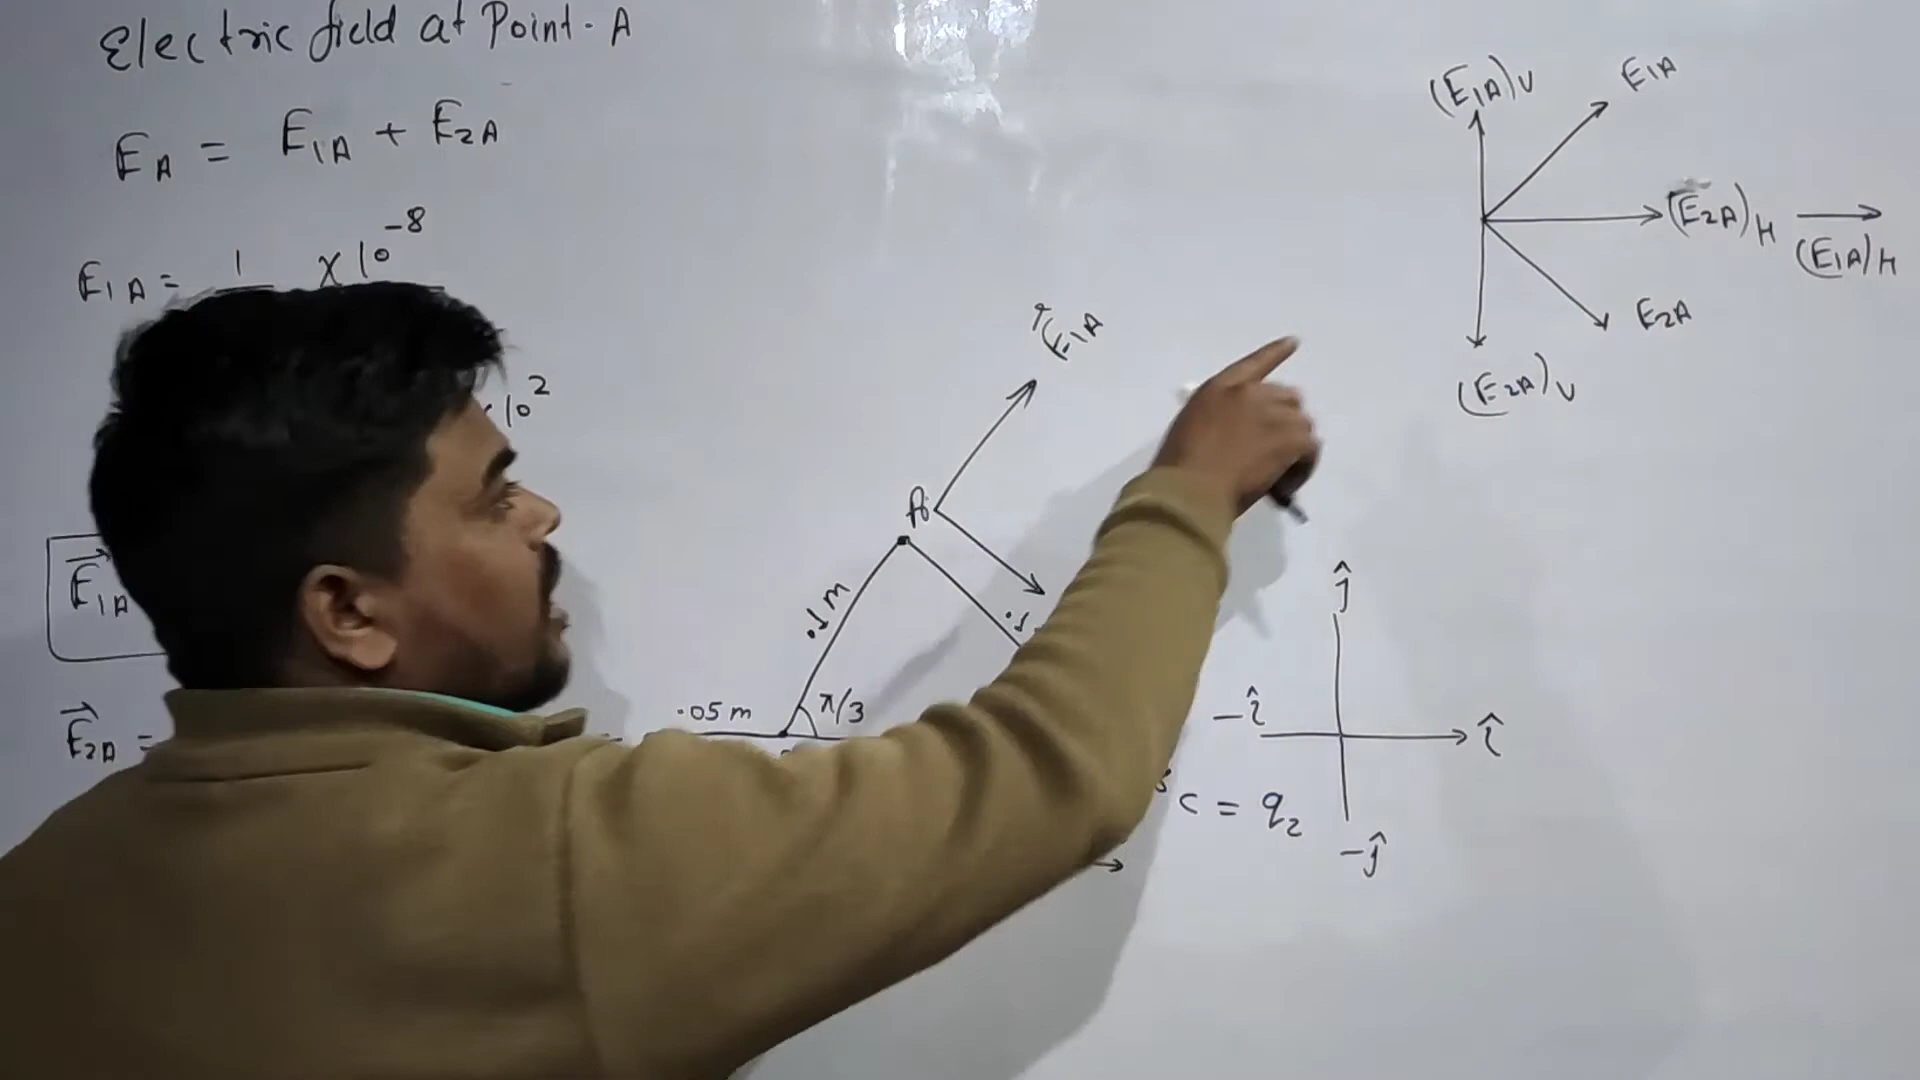 Electric field at Point - A
E_A = E_1A + E_2A
E_1A = 1 × 10^-8
10^2
E_1A
E_2A =
.05 m
π/3
.1 m
A
E_1A
(E_1A)_V
E_1A
(E_2A)_H
(E_1A)_H
E_2A
(E_2A)_V
ĵ
-î
î
-ĵ
C = q_2